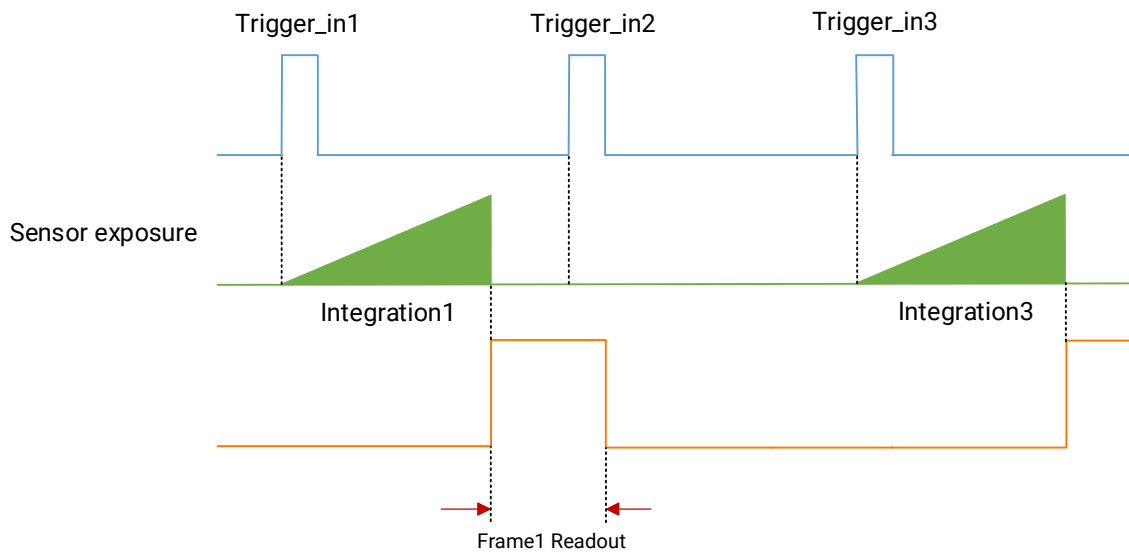 Trigger_in1
Trigger_in2
Trigger_in3
Sensor exposure
Integration1
Integration3
Frame1 Readout